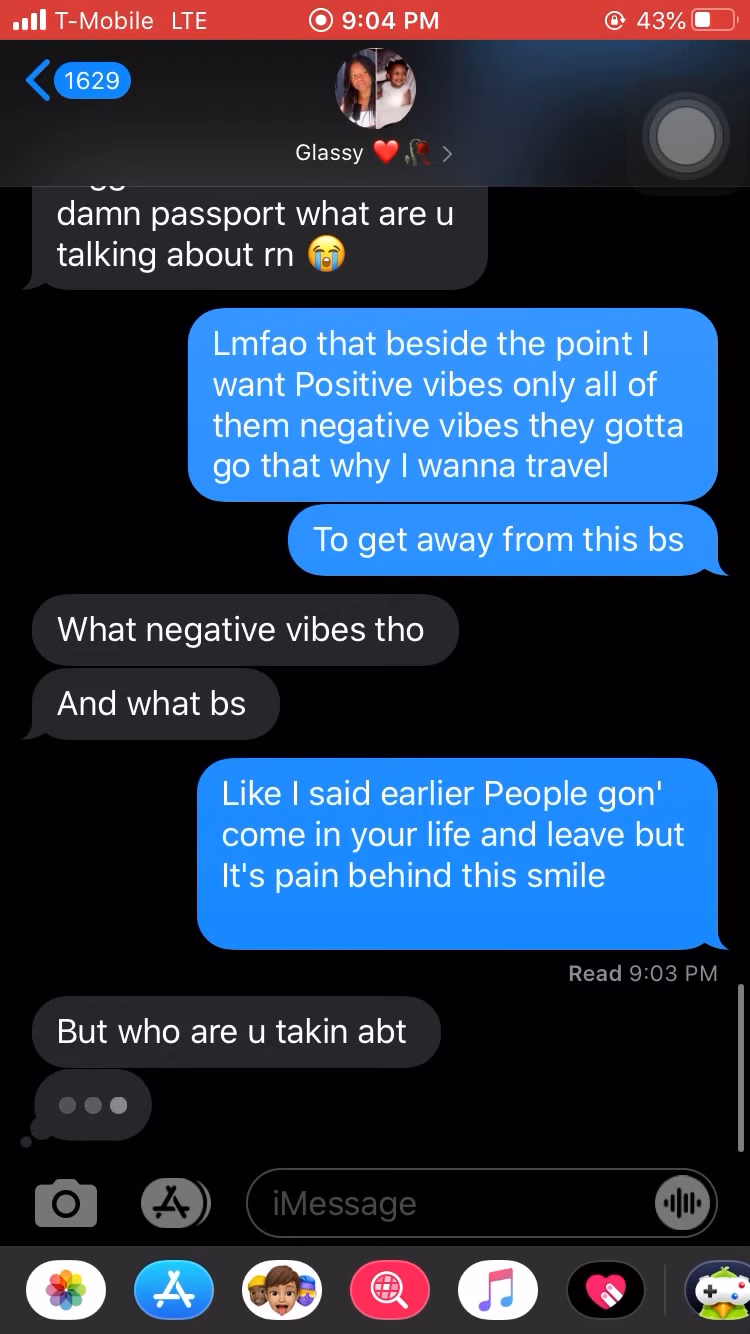 T-Mobile LTE 9:04 PM 43%
1629
Glassy ❤️🥀
damn passport what are u
talking about rn 😭
Lmfao that beside the point I
want Positive vibes only all of
them negative vibes they gotta
go that why I wanna travel
To get away from this bs
What negative vibes tho
And what bs
Like I said earlier People gon'
come in your life and leave but
It's pain behind this smile
Read 9:03 PM
But who are u takin abt
iMessage